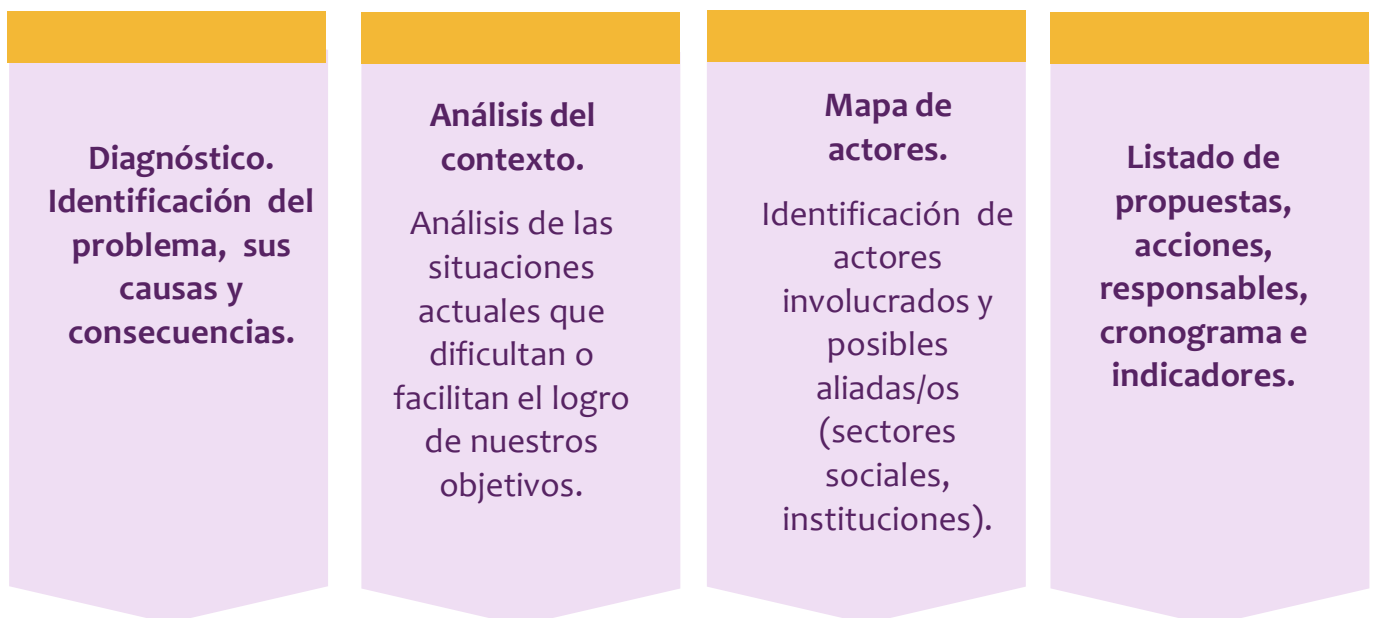 Diagnóstico.
Identificación del
problema, sus
causas y
consecuencias.
Análisis del
contexto.
Análisis de las
situaciones
actuales que
dificultan o
facilitan el logro
de nuestros
objetivos.
Mapa de
actores.
Identificación de
actores
involucrados y
posibles
aliadas/os
(sectores
sociales,
instituciones).
Listado de
propuestas,
acciones,
responsables,
cronograma e
indicadores.